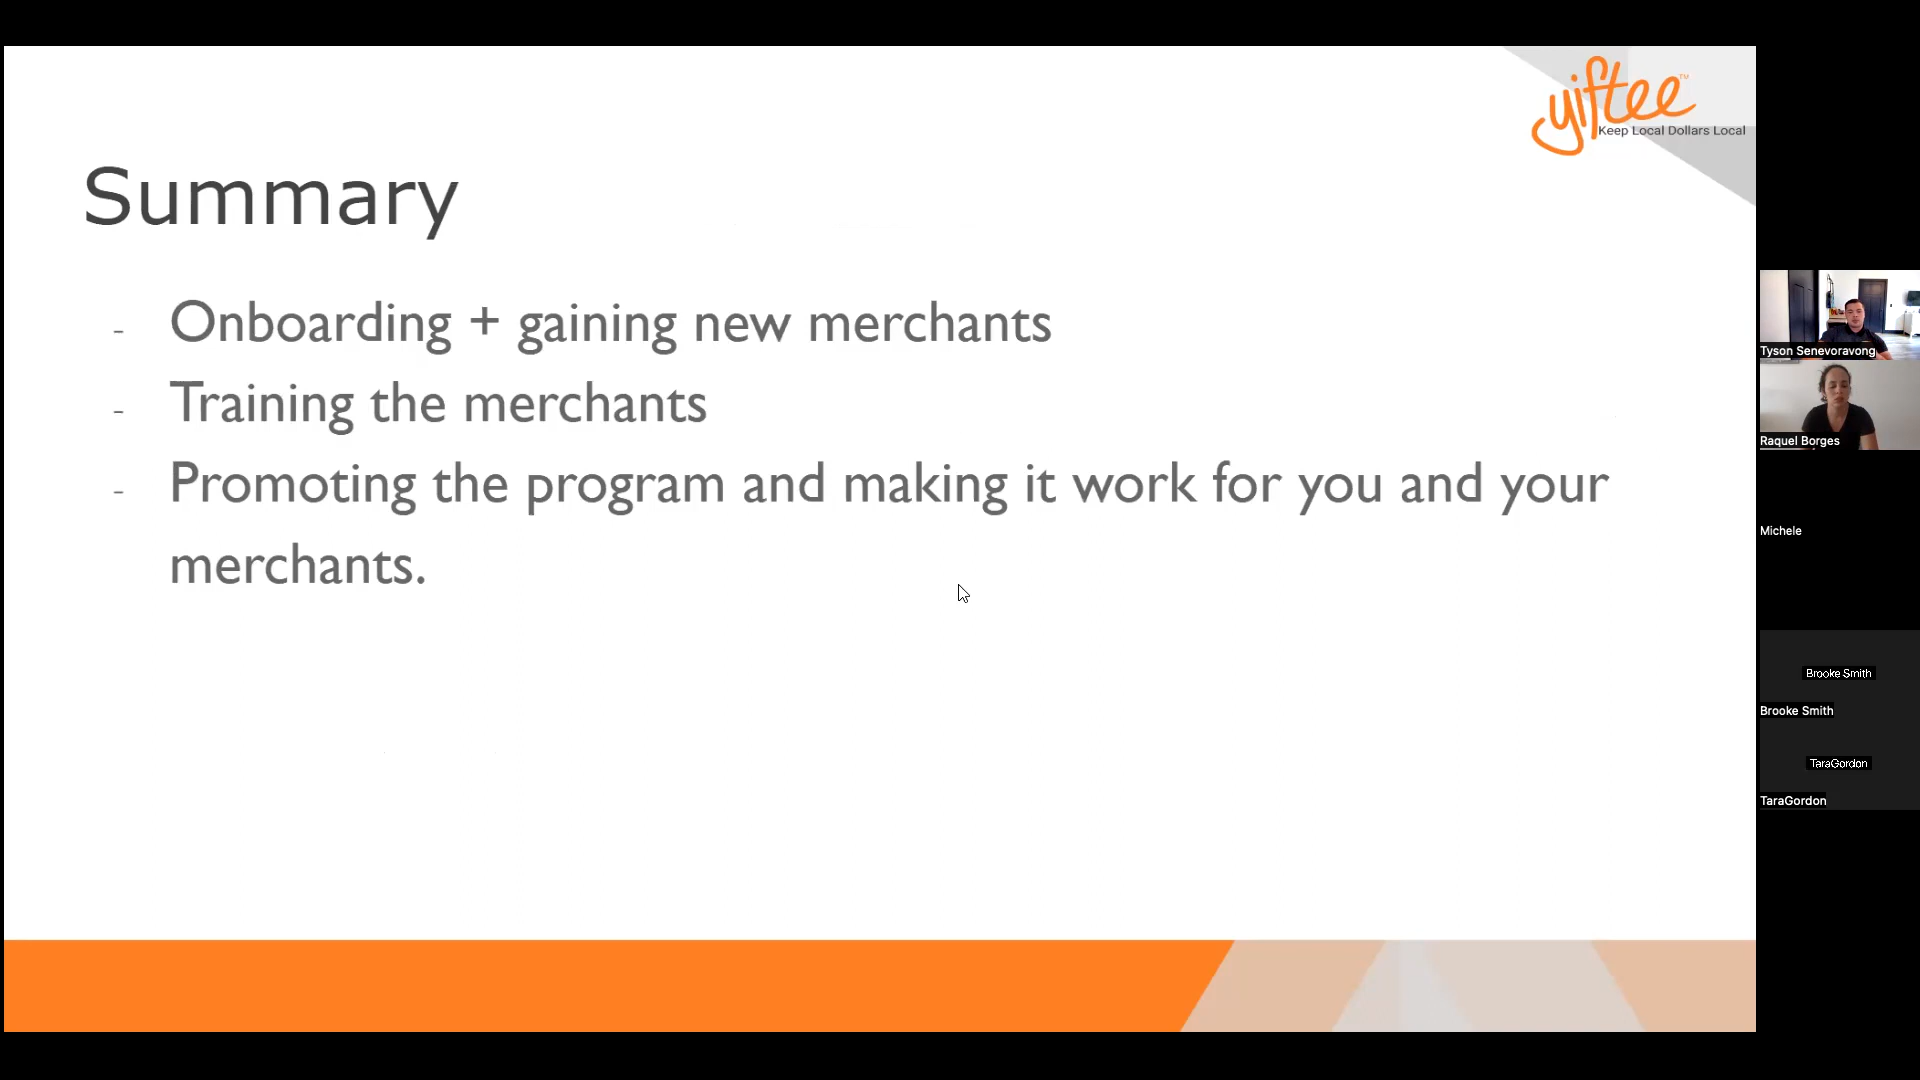 yiftee™
Keep Local Dollars Local
Summary
- Onboarding + gaining new merchants
- Training the merchants
- Promoting the program and making it work for you and your
merchants.
Tyson Senevoravong
Raquel Borges
Michele
Brooke Smith
Brooke Smith
TaraGordon
TaraGordon